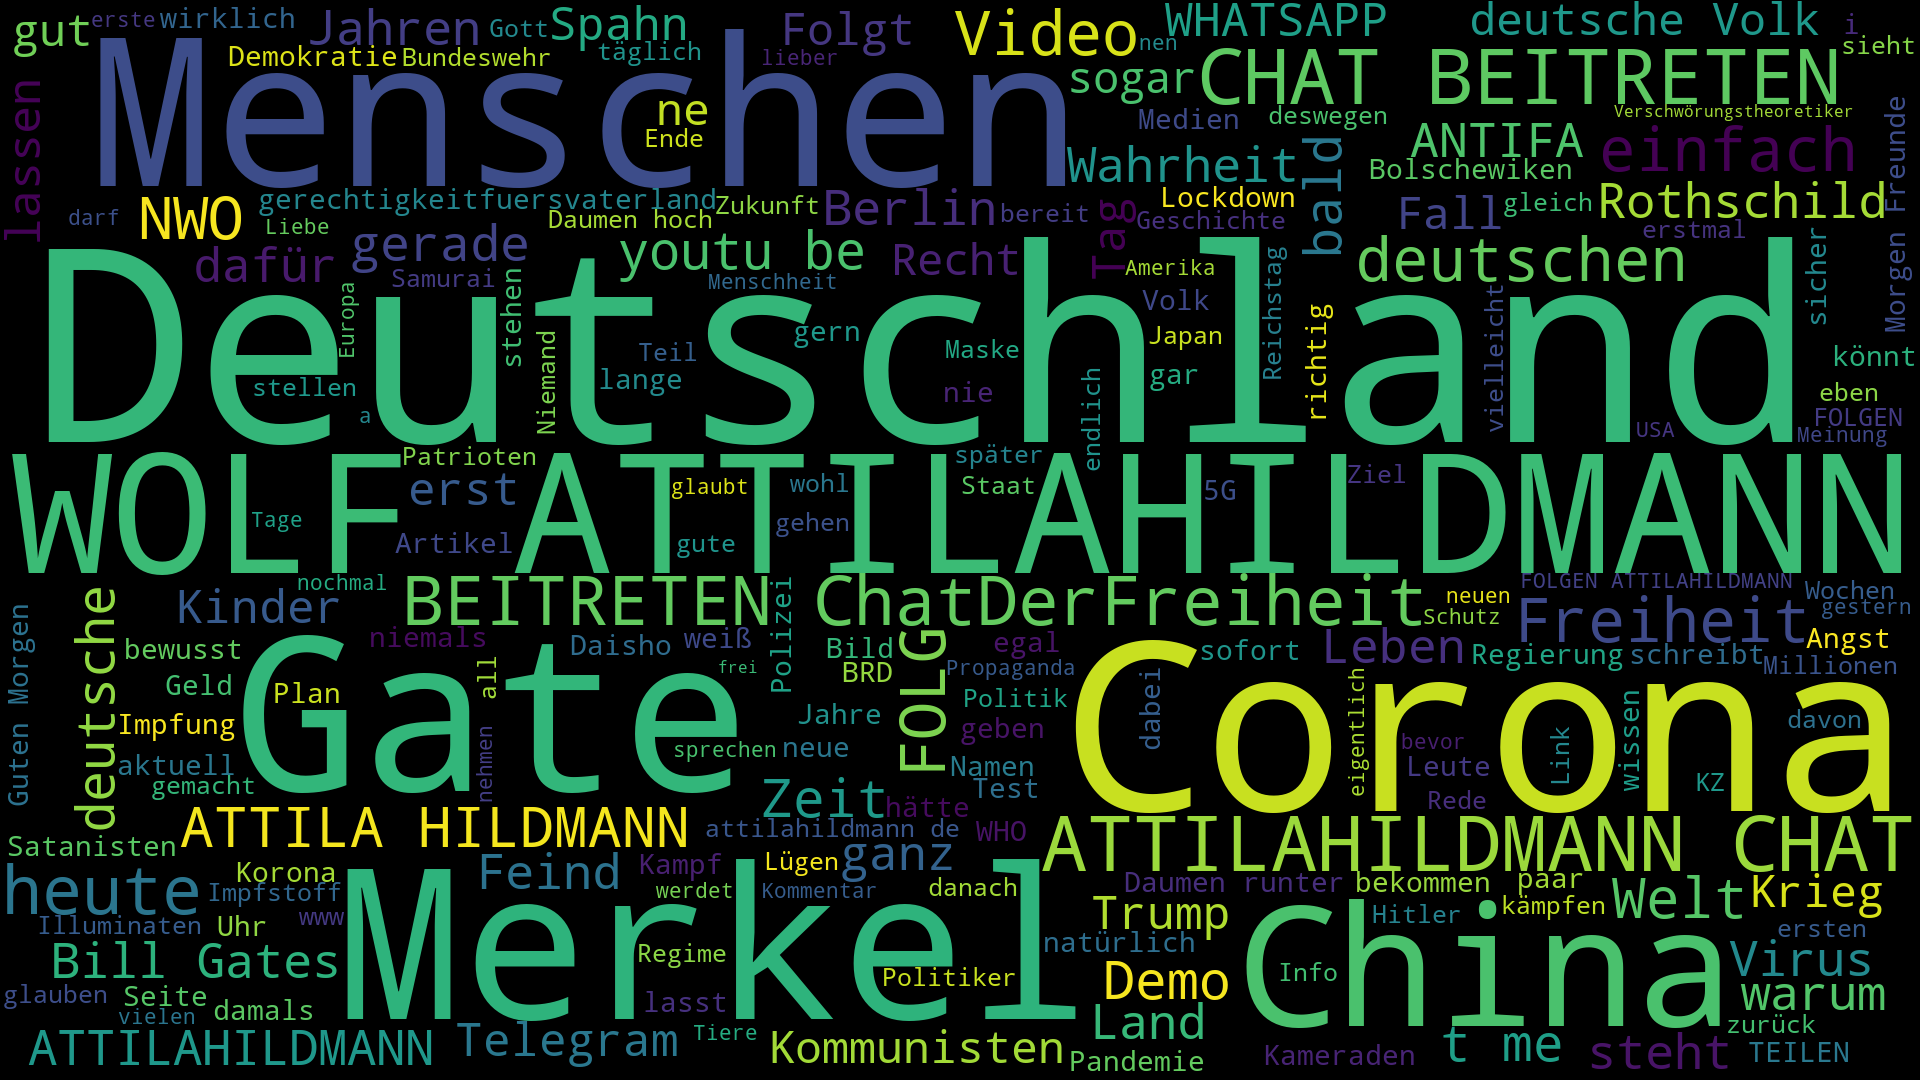 gut
erste
wirklich
Jahren
Gott
Spahn
Folgt
Video
nen
WHATSAPP
deutsche Volk
i
sieht
Demokratie
Bundeswehr
täglich
lieber
Menschen
ne
Ende
sogar
CHAT BEITRETEN
Medien
deswegen
Verschwörungstheoretiker
lassen
Wahrheit
bald
ANTIFA
einfach
Bolschewiken
Morgen Freunde
darf
NWO
gerechtigkeitfuersvaterland
Liebe
Daumen hoch
Zukunft
Berlin
bereit
Lockdown
Geschichte
Tag
Fall
gleich
Rothschild
erstmal
dafür
gerade
Samurai
youtu be
Menschheit
Recht
Amerika
deutschen
sicher
Deutschland
Europa
stehen
Niemand
stellen
a
Teil
lange
gern
Maske
nie
Volk
Japan
gar
Reichstag
richtig
vielleicht
endlich
könnt
eben
FOLGEN
USA
Meinung
WOLF ATTILAHILDMANN
Patrioten
erst
Tage
Artikel
glaubt
wohl
gehen
gute
später
Staat
5G
Ziel
nochmal
BEITRETEN ChatDerFreiheit
FOLGEN ATTILAHILDMANN
neuen
Schutz
Wochen
gestern
Guten Morgen
deutsche
Kinder
niemals
Daisho
weiß
Polizei
Bild
BRD
FOLG
egal
Propaganda
sofort
Leben
Freiheit
Regierung
schreibt
Angst
Millionen
bewusst
Geld
Plan
all
frei
Impfung
Gate
Corona
Politik
Jahre
geben
dabei
eigentlich
bevor
Leute
Link
wissen
davon
aktuell
gemacht
nehmen
sprechen
neue
Namen
Test
Rede
KZ
Zeit
hätte
ATTILA HILDMANN
attilahildmann de
WHO
ATTILAHILDMANN CHAT
Satanisten
Korona
heute
Impfstoff
Feind
Kampf
Lügen
ganz
werdet
Kommentar
danach
Daumen runter
bekommen
paar
Welt
Krieg
Illuminaten
Uhr
www
Merkel
Trump
Hitler
kämpfen
China
ersten
Bill Gates
Regime
natürlich
Politiker
Demo
Info
Virus
glauben
Seite
vielen
damals
lasst
Land
warum
zurück
ATTILAHILDMANN
Telegram
Tiere
Kommunisten
Pandemie
Kameraden
t me
steht
TEILEN